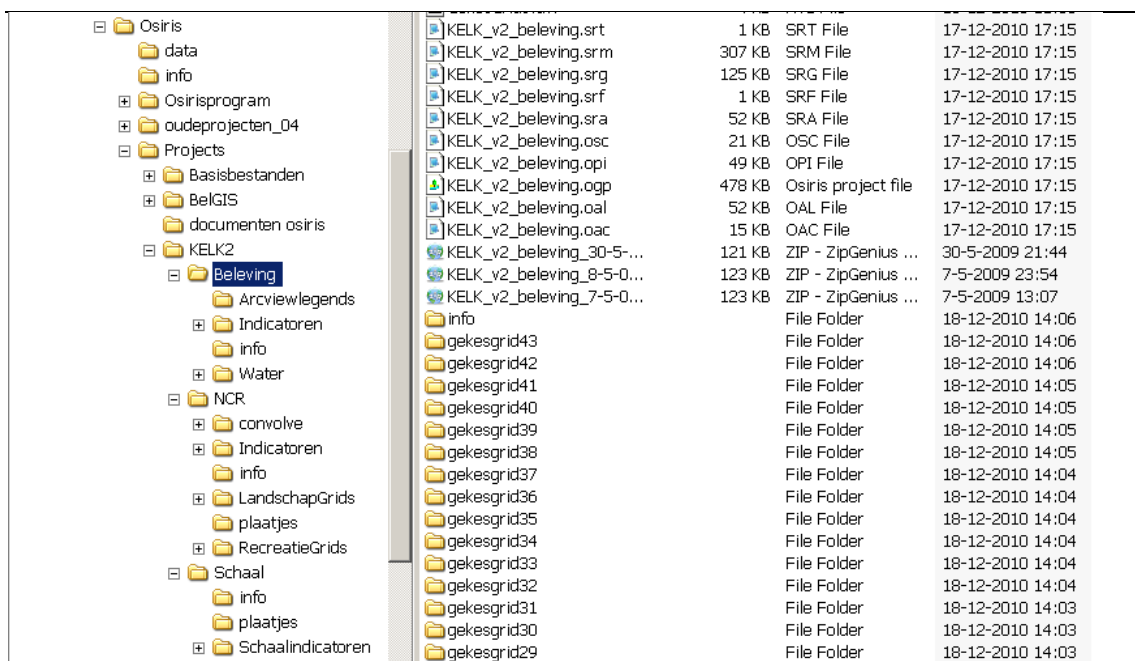 Osiris
data
info
Osirisprogram
oudeprojecten_04
Projects
Basisbestanden
BelGIS
documenten osiris
KELK2
Beleving
Arcviewlegends
Indicatoren
info
Water
NCR
convolve
Indicatoren
info
LandschapGrids
plaatjes
RecreatieGrids
Schaal
info
plaatjes
Schaalindicatoren
KELK_v2_beleving.srt 1 KB SRT File 17-12-2010 17:15
KELK_v2_beleving.srm 307 KB SRM File 17-12-2010 17:15
KELK_v2_beleving.srg 125 KB SRG File 17-12-2010 17:15
KELK_v2_beleving.srf 1 KB SRF File 17-12-2010 17:15
KELK_v2_beleving.sra 52 KB SRA File 17-12-2010 17:15
KELK_v2_beleving.osc 21 KB OSC File 17-12-2010 17:15
KELK_v2_beleving.opi 49 KB OPI File 17-12-2010 17:15
KELK_v2_beleving.ogp 478 KB Osiris project file 17-12-2010 17:15
KELK_v2_beleving.oal 52 KB OAL File 17-12-2010 17:15
KELK_v2_beleving.oac 15 KB OAC File 17-12-2010 17:15
KELK_v2_beleving_30-5-... 121 KB ZIP - ZipGenius ... 30-5-2009 21:44
KELK_v2_beleving_8-5-0... 123 KB ZIP - ZipGenius ... 7-5-2009 23:54
KELK_v2_beleving_7-5-0... 123 KB ZIP - ZipGenius ... 7-5-2009 13:07
info File Folder 18-12-2010 14:06
gekesgrid43 File Folder 18-12-2010 14:06
gekesgrid42 File Folder 18-12-2010 14:06
gekesgrid41 File Folder 18-12-2010 14:05
gekesgrid40 File Folder 18-12-2010 14:05
gekesgrid39 File Folder 18-12-2010 14:05
gekesgrid38 File Folder 18-12-2010 14:05
gekesgrid37 File Folder 18-12-2010 14:04
gekesgrid36 File Folder 18-12-2010 14:04
gekesgrid35 File Folder 18-12-2010 14:04
gekesgrid34 File Folder 18-12-2010 14:04
gekesgrid33 File Folder 18-12-2010 14:04
gekesgrid32 File Folder 18-12-2010 14:04
gekesgrid31 File Folder 18-12-2010 14:03
gekesgrid30 File Folder 18-12-2010 14:03
gekesgrid29 File Folder 18-12-2010 14:03